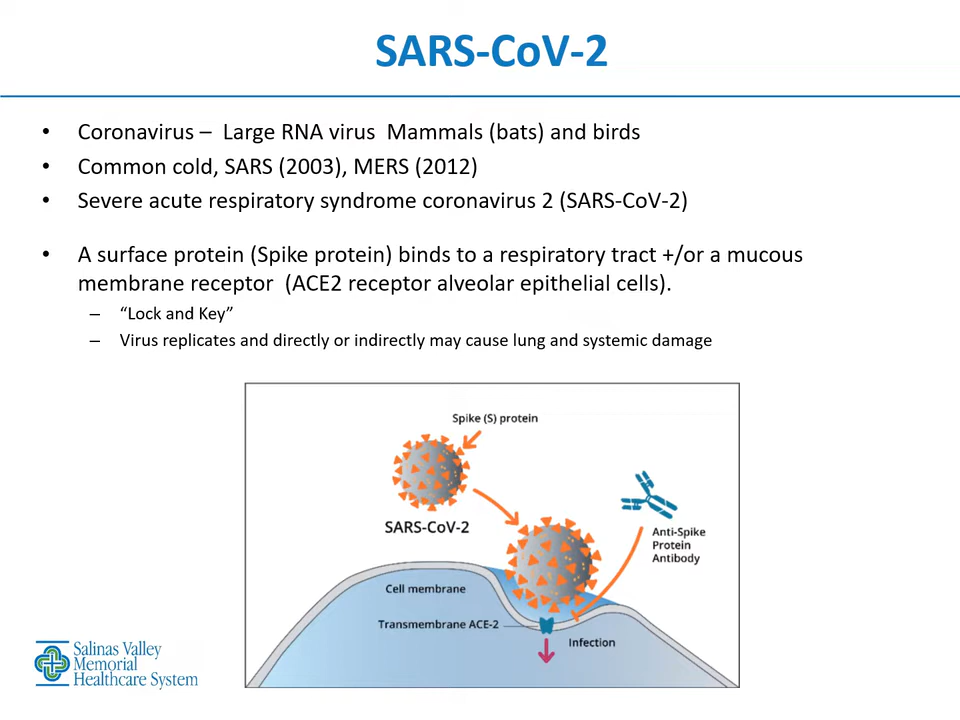 SARS-CoV-2
• Coronavirus – Large RNA virus Mammals (bats) and birds
• Common cold, SARS (2003), MERS (2012)
• Severe acute respiratory syndrome coronavirus 2 (SARS-CoV-2)
• A surface protein (Spike protein) binds to a respiratory tract +/or a mucous
membrane receptor (ACE2 receptor alveolar epithelial cells).
– “Lock and Key”
– Virus replicates and directly or indirectly may cause lung and systemic damage
Spike (S) protein
SARS-CoV-2
Anti-Spike
Protein
Antibody
Cell membrane
Transmembrane ACE-2
Infection
Salinas Valley
Memorial
Healthcare System